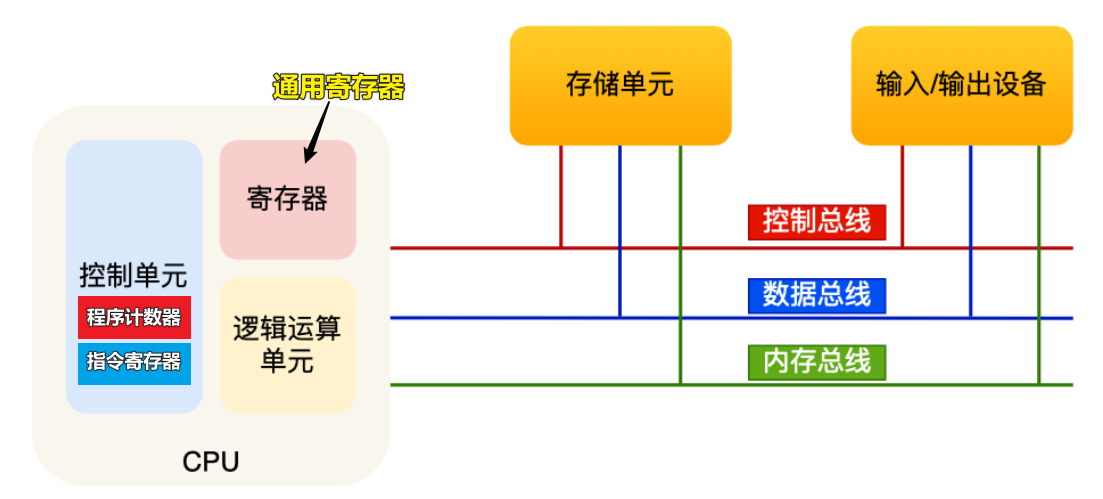 通用寄存器
存储单元
输入/输出设备
寄存器
控制单元
程序计数器
指令寄存器
逻辑运算
单元
CPU
控制总线
数据总线
内存总线